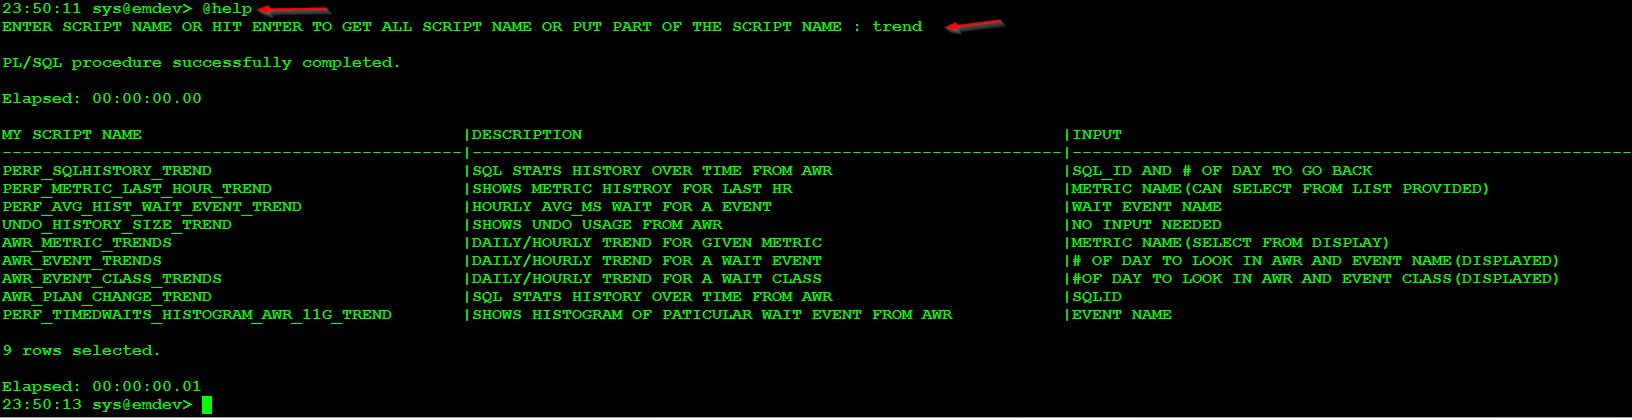 23:50:11 sys@emdev> @help
ENTER SCRIPT NAME OR HIT ENTER TO GET ALL SCRIPT NAME OR PUT PART OF THE SCRIPT NAME : trend
PL/SQL procedure successfully completed.
Elapsed: 00:00:00.00
MY SCRIPT NAME |DESCRIPTION |INPUT
----------------------------------------------|-----------------------------------------------------------|--------------------------------------------------------
PERF_SQLHISTORY_TREND |SQL STATS HISTORY OVER TIME FROM AWR |SQL_ID AND # OF DAY TO GO BACK
PERF_METRIC_LAST_HOUR_TREND |SHOWS METRIC HISTROY FOR LAST HR |METRIC NAME(CAN SELECT FROM LIST PROVIDED)
PERF_AVG_HIST_WAIT_EVENT_TREND |HOURLY AVG_MS WAIT FOR A EVENT |WAIT EVENT NAME
UNDO_HISTORY_SIZE_TREND |SHOWS UNDO USAGE FROM AWR |NO INPUT NEEDED
AWR_METRIC_TRENDS |DAILY/HOURLY TREND FOR GIVEN METRIC |METRIC NAME(SELECT FROM DISPLAY)
AWR_EVENT_TRENDS |DAILY/HOURLY TREND FOR A WAIT EVENT |# OF DAY TO LOOK IN AWR AND EVENT NAME(DISPLAYED)
AWR_EVENT_CLASS_TRENDS |DAILY/HOURLY TREND FOR A WAIT CLASS |#OF DAY TO LOOK IN AWR AND EVENT CLASS(DISPLAYED)
AWR_PLAN_CHANGE_TREND |SQL STATS HISTORY OVER TIME FROM AWR |SQLID
PERF_TIMEDWAITS_HISTOGRAM_AWR_11G_TREND |SHOWS HISTOGRAM OF PATICULAR WAIT EVENT FROM AWR |EVENT NAME
9 rows selected.
Elapsed: 00:00:00.01
23:50:13 sys@emdev>